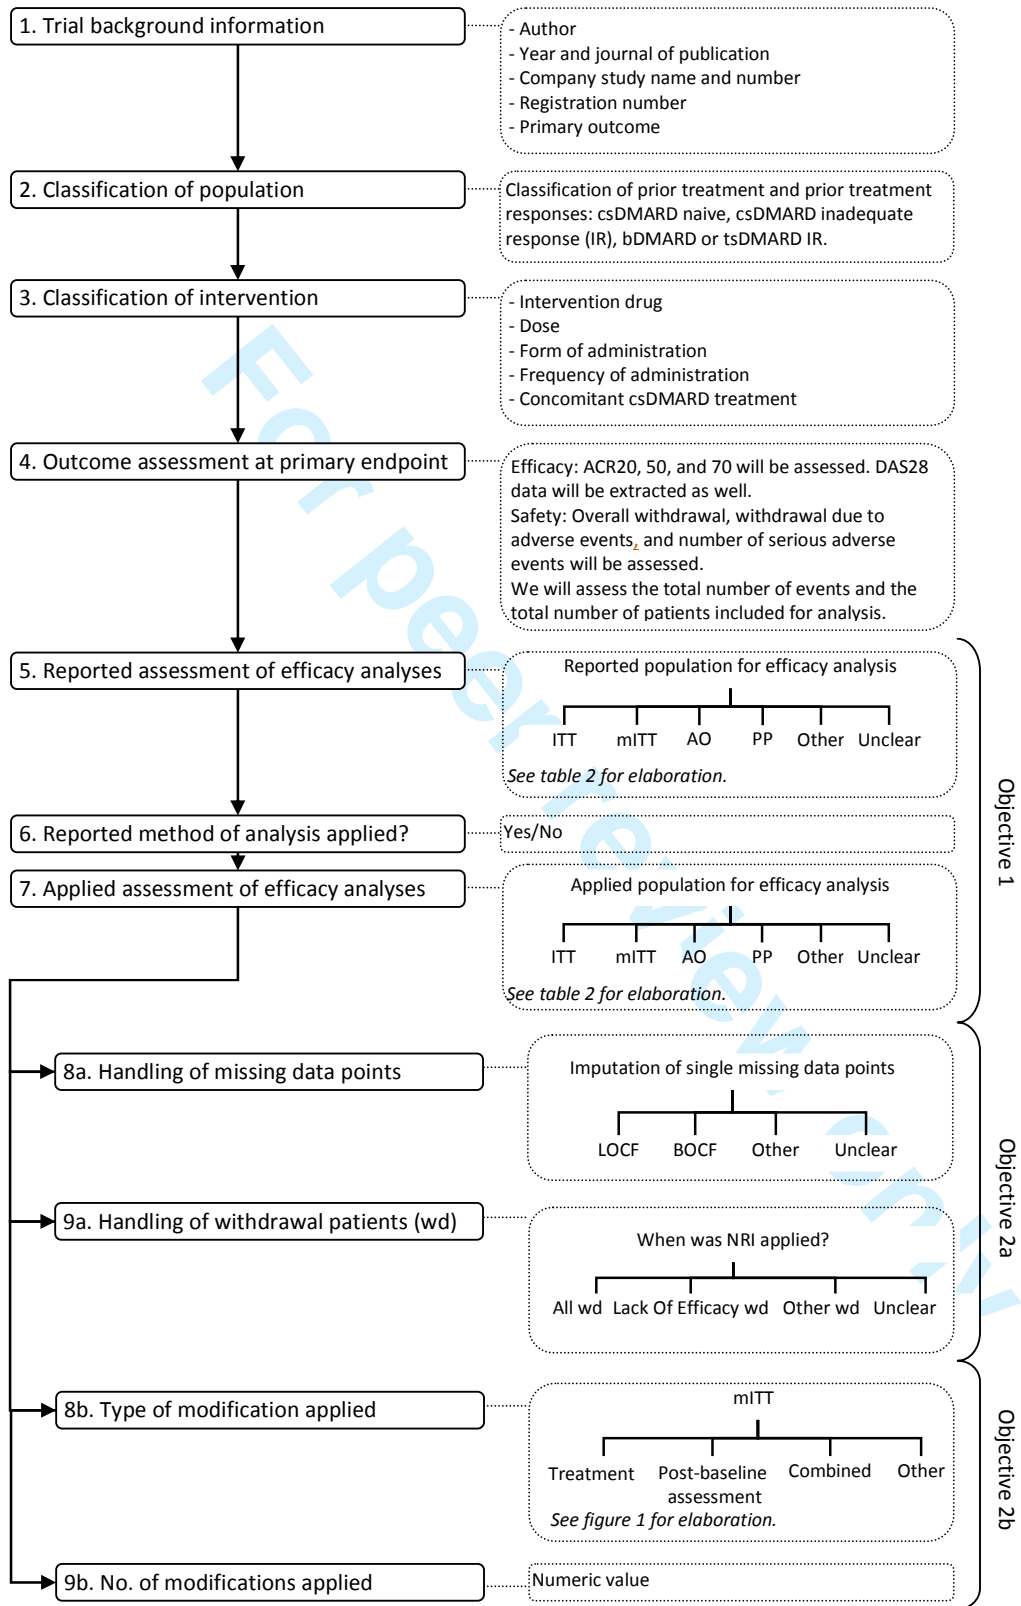 1. Trial background information
- Author
- Year and journal of publication
- Company study name and number
- Registration number
- Primary outcome
2. Classification of population
Classification of prior treatment and prior treatment
responses: csDMARD naive, csDMARD inadequate
response (IR), bDMARD or tsDMARD IR.
3. Classification of intervention
- Intervention drug
- Dose
- Form of administration
- Frequency of administration
- Concomitant csDMARD treatment
4. Outcome assessment at primary endpoint
Efficacy: ACR20, 50, and 70 will be assessed. DAS28
data will be extracted as well.
Safety: Overall withdrawal, withdrawal due to
adverse events, and number of serious adverse
events will be assessed.
We will assess the total number of events and the
total number of patients included for analysis.
5. Reported assessment of efficacy analyses
Reported population for efficacy analysis
ITT mITT AO PP Other Unclear
See table 2 for elaboration.
6. Reported method of analysis applied?
Yes/No
7. Applied assessment of efficacy analyses
Applied population for efficacy analysis
ITT mITT AO PP Other Unclear
See table 2 for elaboration.
Objective 1
8a. Handling of missing data points
Imputation of single missing data points
LOCF BOCF Other Unclear
9a. Handling of withdrawal patients (wd)
When was NRI applied?
All wd Lack Of Efficacy wd Other wd Unclear
Objective 2a
8b. Type of modification applied
mITT
Treatment Post-baseline Combined Other
assessment
See figure 1 for elaboration.
9b. No. of modifications applied
Numeric value
Objective 2b
For peer review only